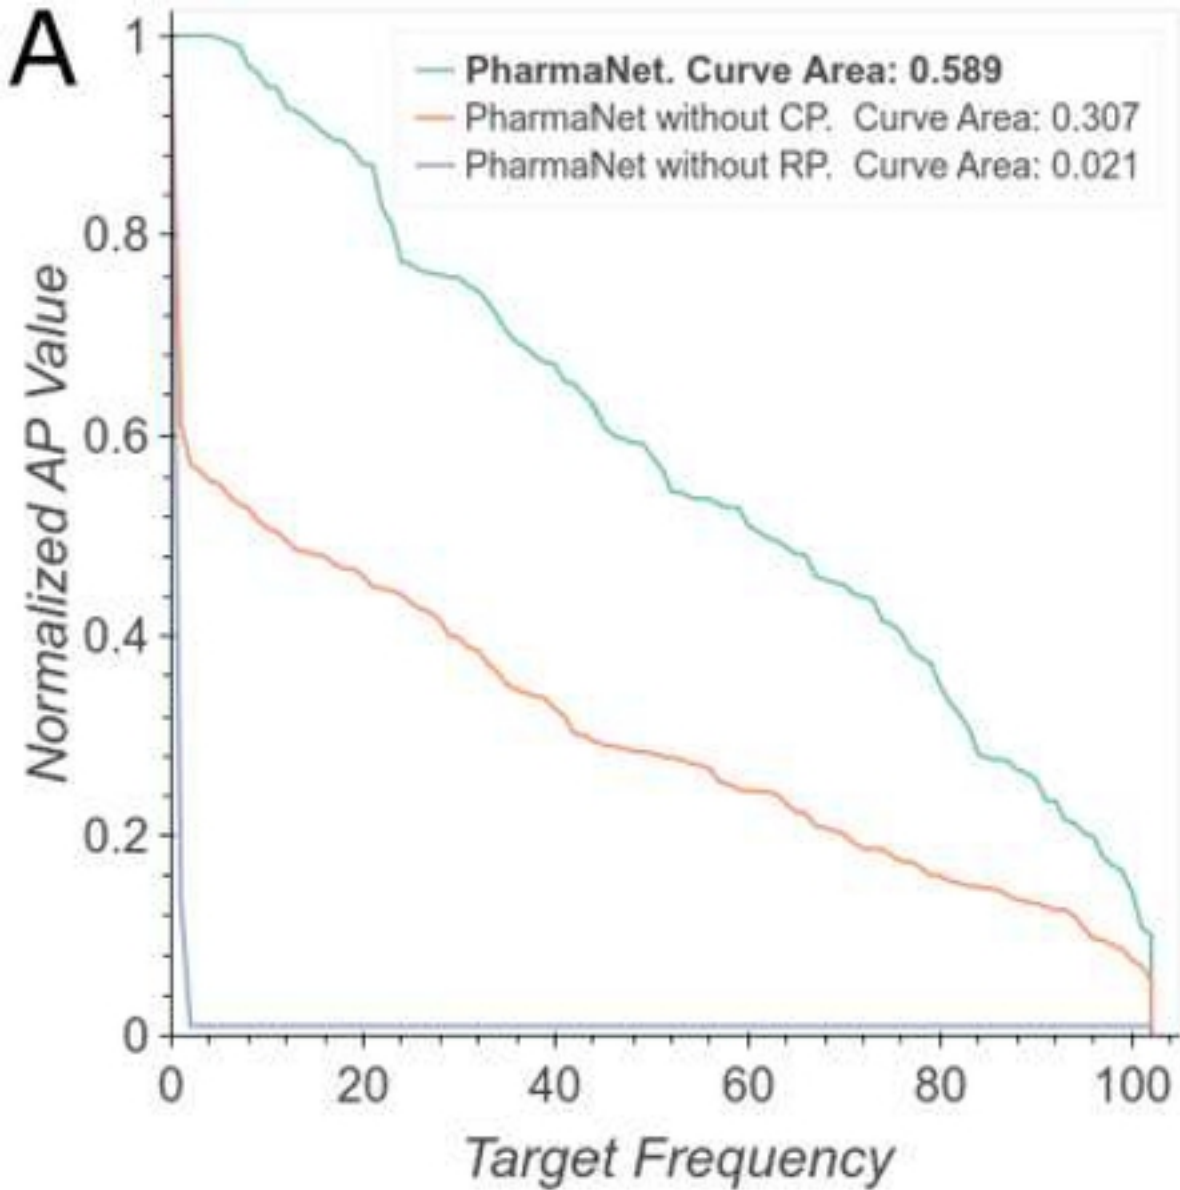 A
PharmaNet. Curve Area: 0.589
PharmaNet without CP. Curve Area: 0.307
PharmaNet without RP. Curve Area: 0.021
Normalized AP Value
1
0.8
0.6
0.4
0.2
0
0 20 40 60 80 100
Target Frequency